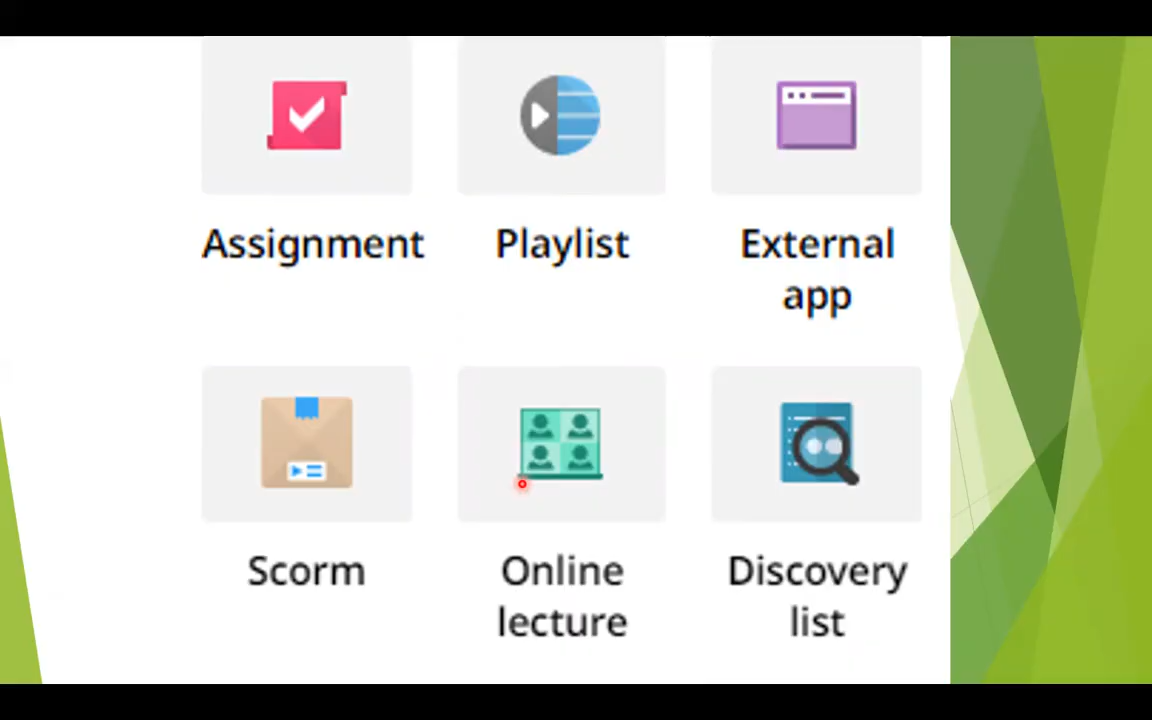 Assignment
Playlist
External
app
Scorm
Online
lecture
Discovery
list